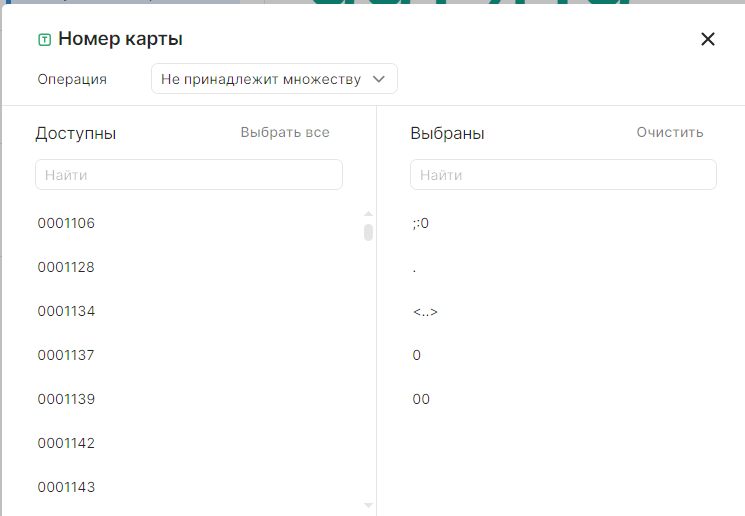 Номер карты
Операция Не принадлежит множеству
Доступны Выбрать все
Найти
0001106
0001128
0001134
0001137
0001139
0001142
0001143
Выбраны Очистить
Найти
;:0
.
<..>
0
00